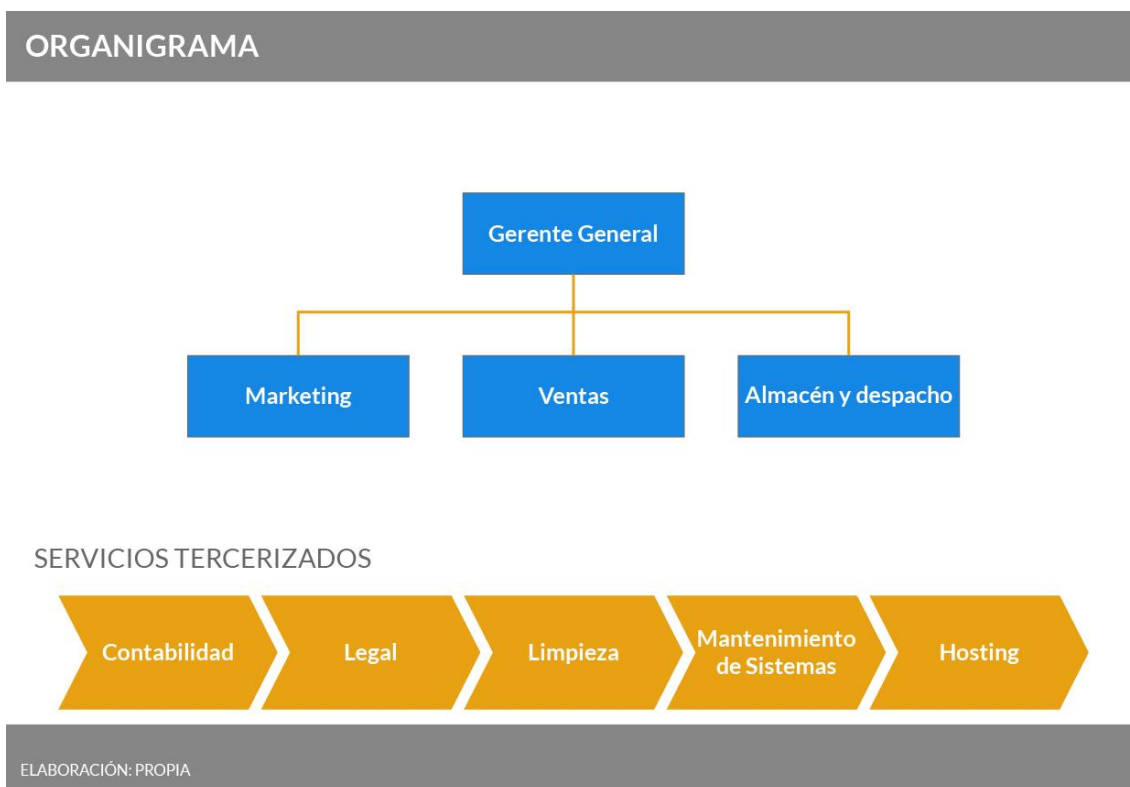 ORGANIGRAMA
Gerente General
Marketing
Ventas
Almacén y despacho
SERVICIOS TERCERIZADOS
Contabilidad
Legal
Limpieza
Mantenimiento
de Sistemas
Hosting
ELABORACIÓN: PROPIA